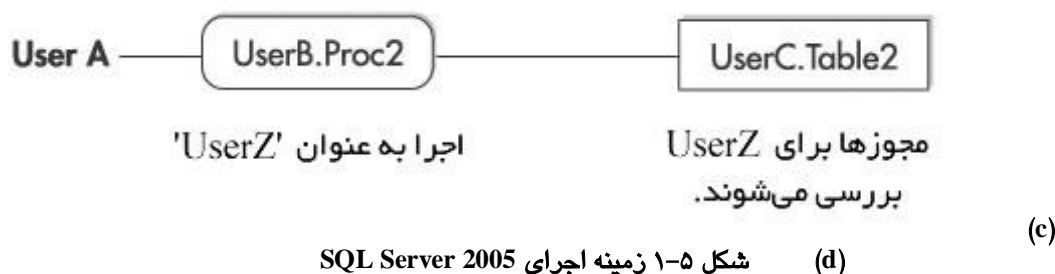 User A UserB.Proc2 UserC.Table2
اجرا به عنوان 'UserZ'
مجوزها برای UserZ
بررسی می‌شوند.
(c)
(d) شکل ۵-۱ زمینه اجرای SQL Server 2005